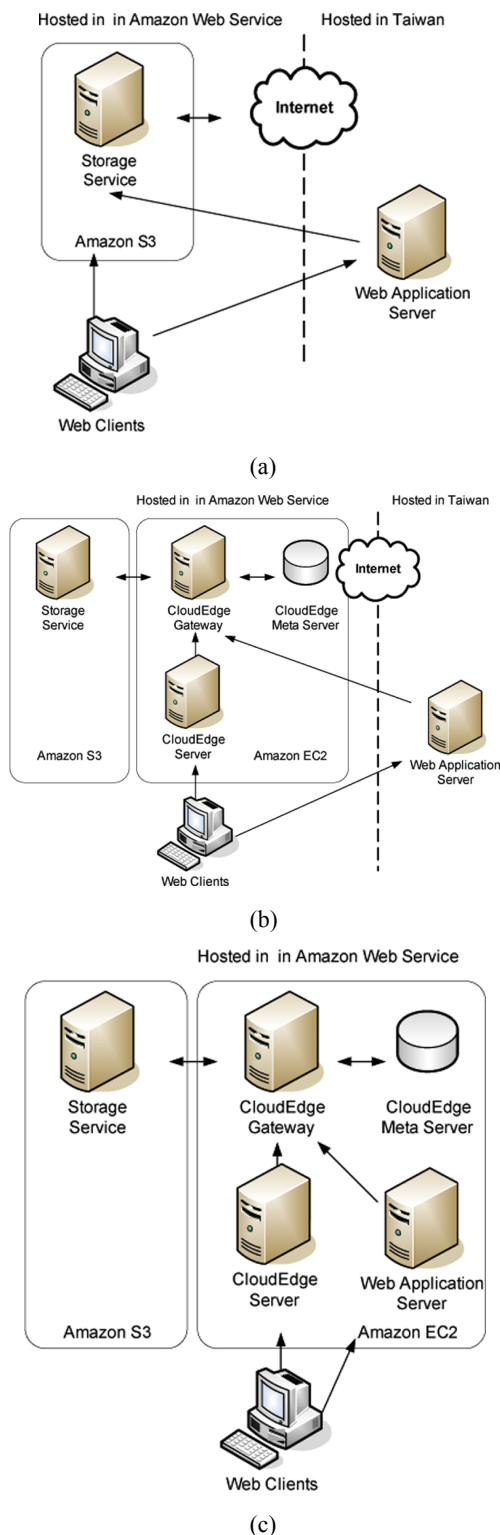 Hosted in in Amazon Web Service
Hosted in Taiwan
Internet
Storage
Service
Amazon S3
Web Application
Server
Web Clients
(a)
Hosted in in Amazon Web Service
Hosted in Taiwan
Internet
Storage
Service
CloudEdge
Gateway
CloudEdge
Meta Server
CloudEdge
Server
Amazon S3
Amazon EC2
Web Application
Server
Web Clients
(b)
Hosted in in Amazon Web Service
Storage
Service
CloudEdge
Gateway
CloudEdge
Meta Server
CloudEdge
Server
Web Application
Server
Amazon S3
Amazon EC2
Web Clients
(c)